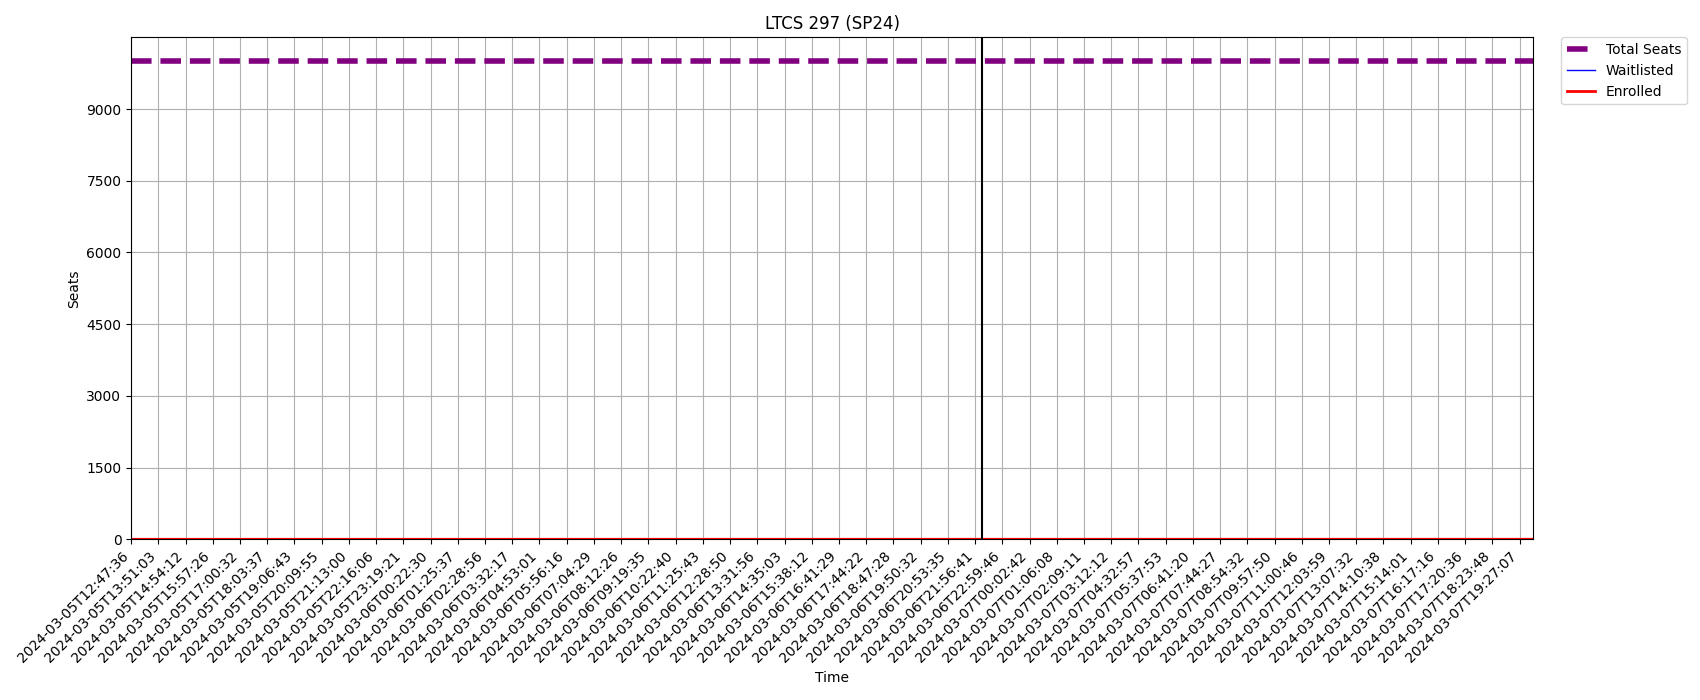 LTCS 297 (SP24)
Total Seats
Waitlisted
Enrolled
9000
7500
6000
4500
3000
1500
0
Seats
2024-03-05T12:47:36
2024-03-05T13:51:03
2024-03-05T14:54:12
2024-03-05T15:57:26
2024-03-05T17:00:32
2024-03-05T18:03:37
2024-03-05T19:06:43
2024-03-05T20:09:55
2024-03-05T21:13:00
2024-03-05T22:16:06
2024-03-05T23:19:21
2024-03-06T00:22:30
2024-03-06T01:25:37
2024-03-06T02:28:56
2024-03-06T03:32:17
2024-03-06T04:53:01
2024-03-06T05:56:16
2024-03-06T07:04:29
2024-03-06T08:12:26
2024-03-06T09:19:35
2024-03-06T10:22:40
2024-03-06T11:25:43
2024-03-06T12:28:50
2024-03-06T13:31:56
2024-03-06T14:35:03
2024-03-06T15:38:12
2024-03-06T16:41:29
2024-03-06T17:44:22
2024-03-06T18:47:28
2024-03-06T19:50:32
2024-03-06T20:53:35
2024-03-06T21:56:41
2024-03-06T22:59:46
2024-03-07T00:02:42
2024-03-07T01:06:08
2024-03-07T02:09:11
2024-03-07T03:12:12
2024-03-07T04:32:57
2024-03-07T05:37:53
2024-03-07T06:41:20
2024-03-07T07:44:27
2024-03-07T08:54:32
2024-03-07T09:57:50
2024-03-07T11:00:46
2024-03-07T12:03:59
2024-03-07T13:07:32
2024-03-07T14:10:38
2024-03-07T15:14:01
2024-03-07T16:17:16
2024-03-07T17:20:36
2024-03-07T18:23:48
2024-03-07T19:27:07
Time